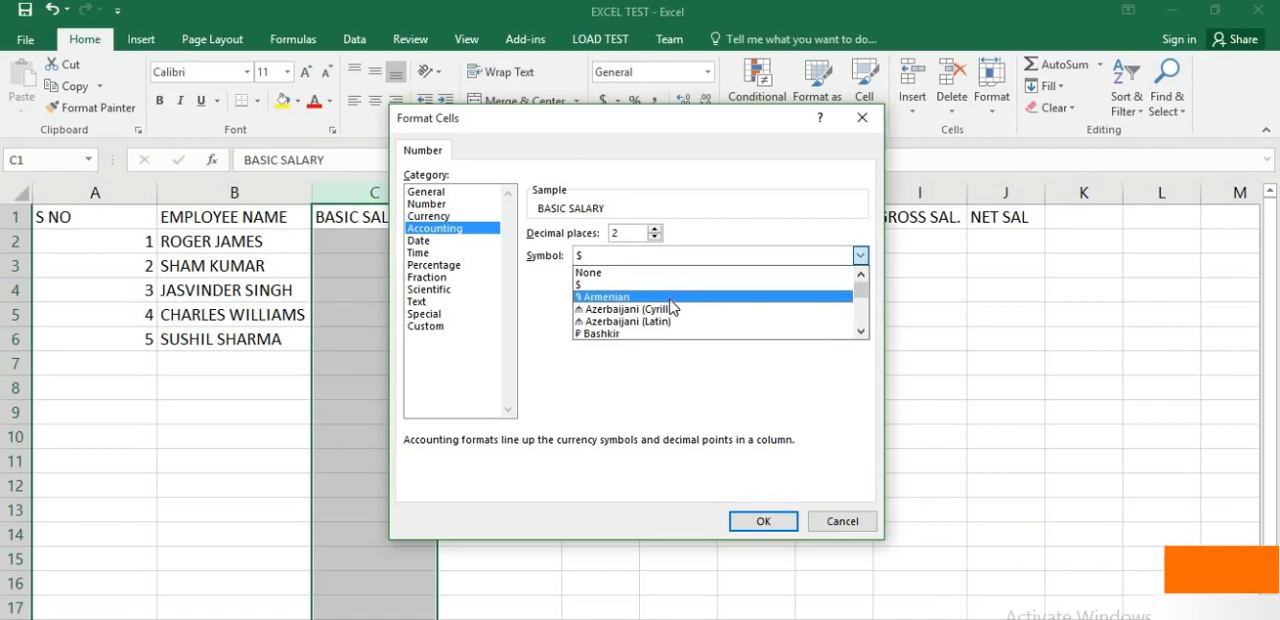 EXCEL TEST - Excel
File Home Insert Page Layout Formulas Data Review View Add-ins LOAD TEST Team Tell me what you want to do... Sign in Share
Paste
Cut
Copy
Format Painter
Clipboard
Calibri 11
B I U
Font
Wrap Text
Merge & Center
General
$ %
Conditional Format as Cell
Insert Delete Format
Cells
AutoSum
Fill
Clear
Sort & Filter
Find & Select
Editing
C1 fx BASIC SALARY
A B C I J K L M
1 S NO EMPLOYEE NAME BASIC SAL GROSS SAL. NET SAL
2 1 ROGER JAMES
3 2 SHAM KUMAR
4 3 JASVINDER SINGH
5 4 CHARLES WILLIAMS
6 5 SUSHIL SHARMA
7
8
9
10
11
12
13
14
15
16
17
Format Cells ?
Number
Category:
General
Number
Currency
Accounting
Date
Time
Percentage
Fraction
Scientific
Text
Special
Custom
Sample
BASIC SALARY
Decimal places: 2
Symbol: $
None
$
֏ Armenian
₼ Azerbaijani (Cyrill
₼ Azerbaijani (Latin)
₽ Bashkir
Accounting formats line up the currency symbols and decimal points in a column.
OK Cancel
Activate Windows